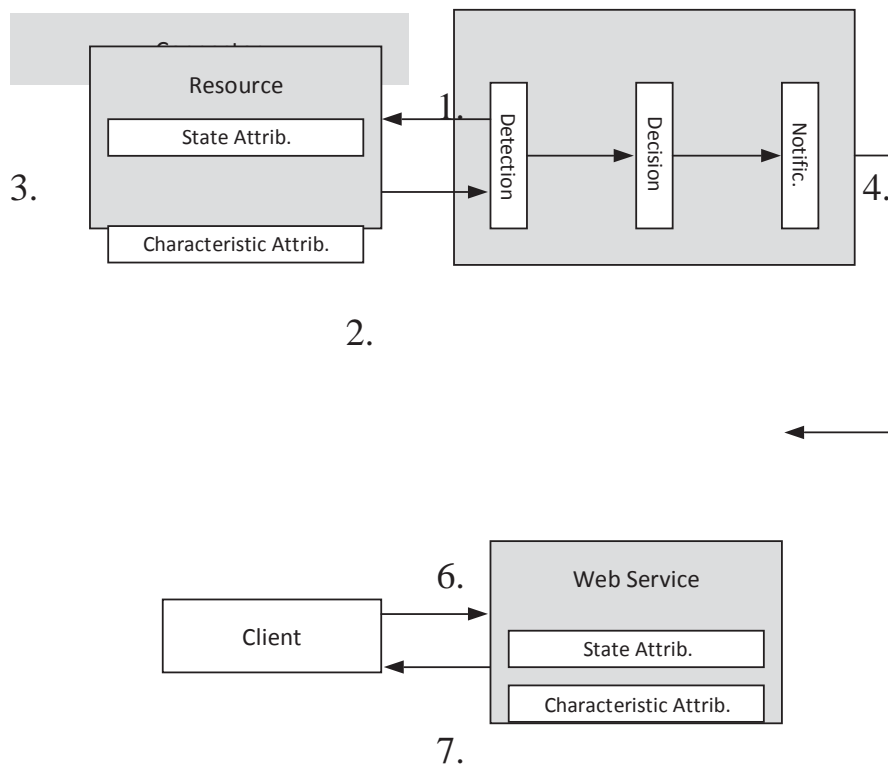 Resource
1.
State Attrib.
Detection
Decision
Notific.
3.
4.
Characteristic Attrib.
2.
6.
Web Service
Client
State Attrib.
Characteristic Attrib.
7.